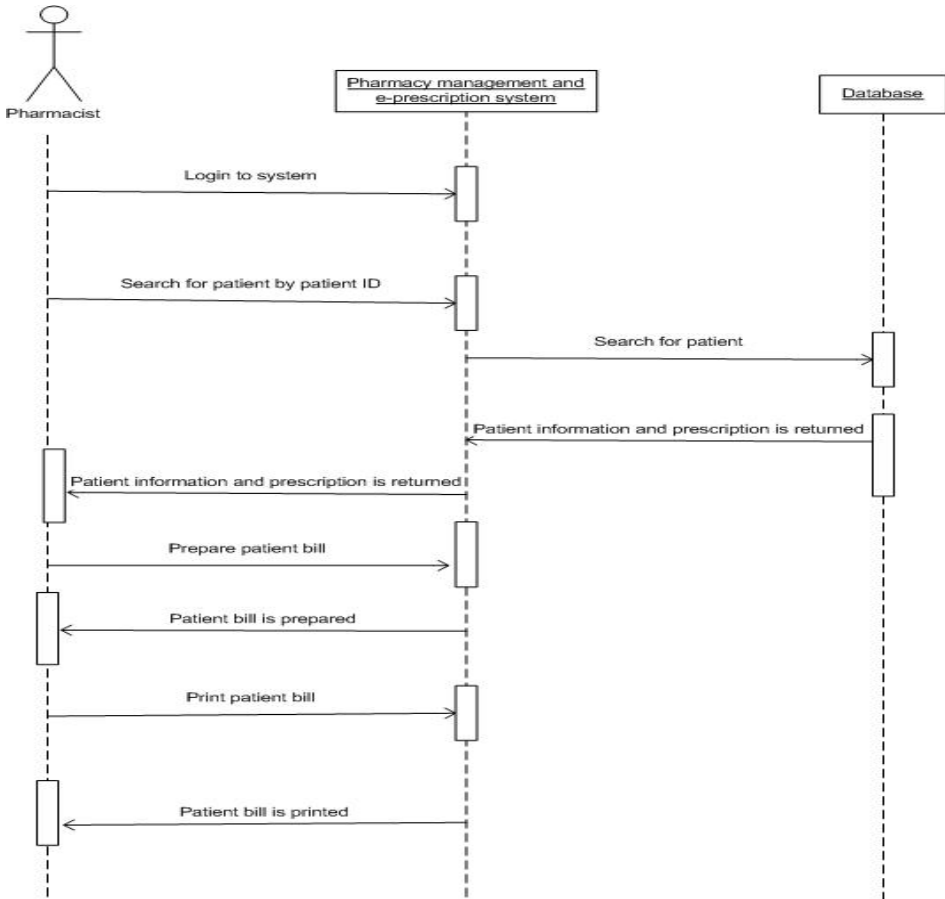 Pharmacist
Pharmacy management and
e-prescription system
Database
Login to system
Search for patient by patient ID
Search for patient
Patient information and prescription is returned
Patient information and prescription is returned
Prepare patient bill
Patient bill is prepared
Print patient bill
Patient bill is printed